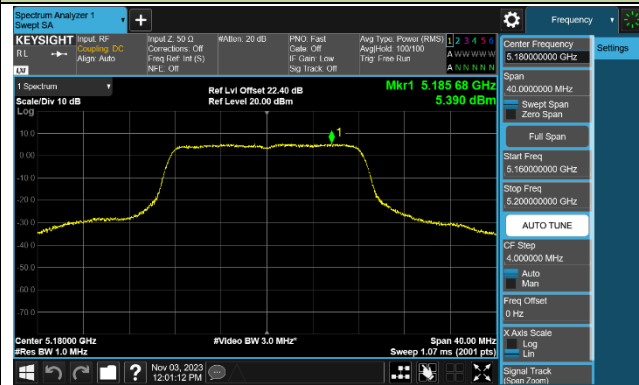 Spectrum Analyzer 1
Swept SA
Frequency
KEYSIGHT
RL
LXI
Input: RF
Coupling: DC
Align: Auto
Input Z: 50 Ω
Corrections: Off
Freq Ref: Int (S)
NFE: Off
#Atten: 20 dB
PNO: Fast
Gate: Off
IF Gain: Low
Sig Track: Off
Avg Type: Power (RMS)
Avg|Hold: 100/100
Trig: Free Run
1 2 3 4 5 6
A W W W W W
A N N N N N
1 Spectrum
Scale/Div 10 dB
Log
Ref Lvl Offset 22.40 dB
Ref Level 20.00 dBm
Mkr1 5.185 68 GHz
5.390 dBm
10.0
0.00
-10.0
-20.0
-30.0
-40.0
-50.0
-60.0
-70.0
1
Center 5.18000 GHz
#Res BW 1.0 MHz
#Video BW 3.0 MHz*
Span 40.00 MHz
Sweep 1.07 ms (2001 pts)
Center Frequency
5.180000000 GHz
Settings
Span
40.0000000 MHz
Swept Span
Zero Span
Full Span
Start Freq
5.160000000 GHz
Stop Freq
5.200000000 GHz
AUTO TUNE
CF Step
4.000000 MHz
Auto
Man
Freq Offset
0 Hz
X Axis Scale
Log
Lin
Signal Track
(Span Zoom)
?
Nov 03, 2023
12:01:12 PM